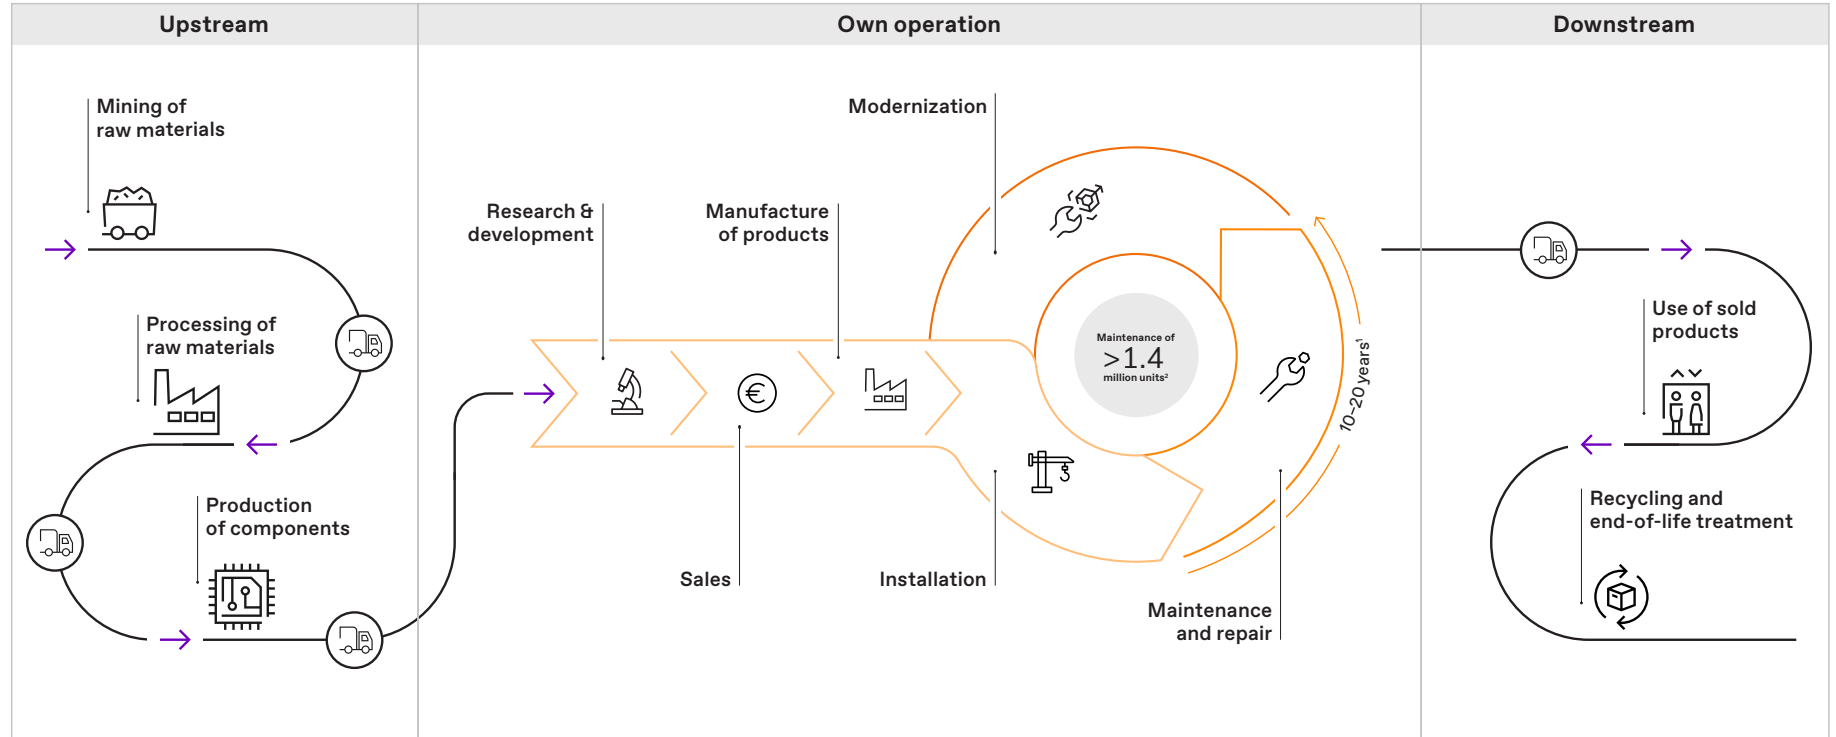 Upstream
Own operation
Downstream
Mining of
raw materials
Processing of
raw materials
Production
of components
Research &
development
Sales
Manufacture
of products
Installation
Modernization
Maintenance of
>1.4
million units²
10–20 years¹
Maintenance
and repair
Use of sold
products
Recycling and
end-of-life treatment